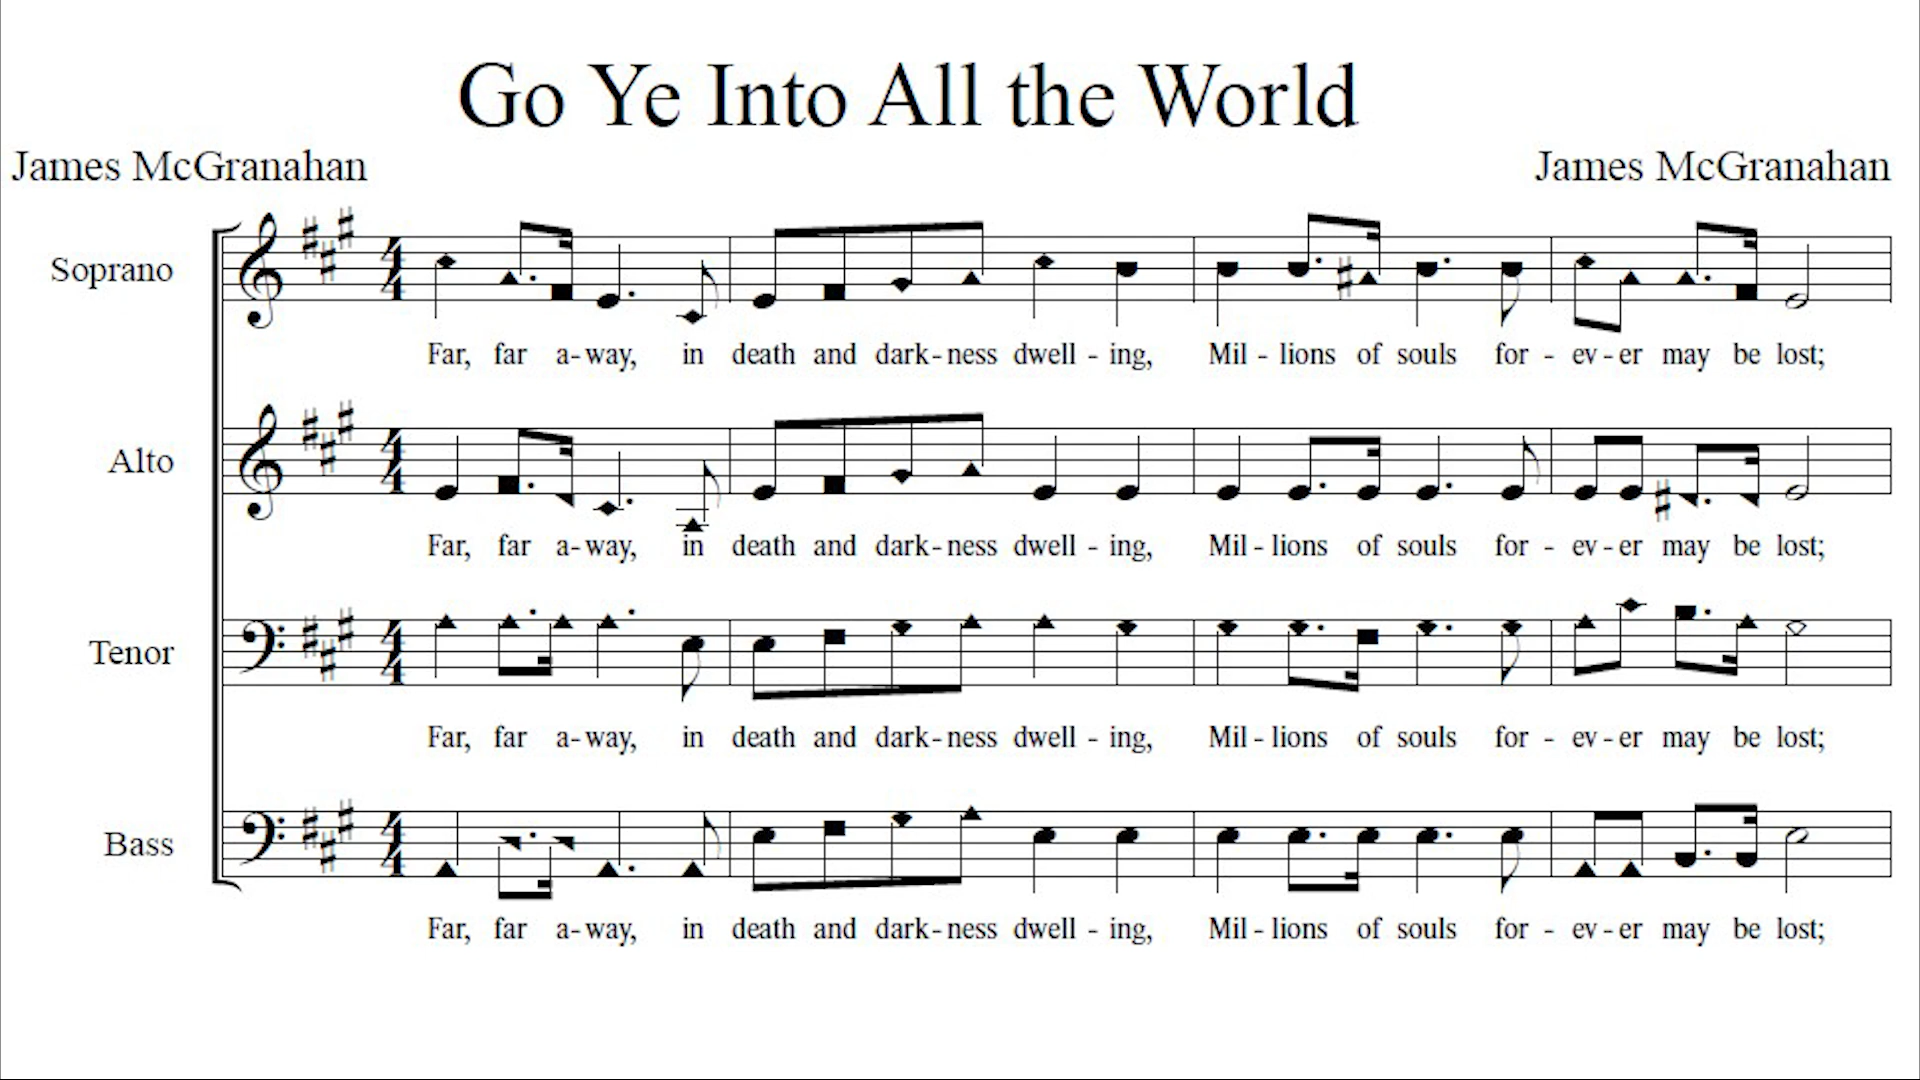 Go Ye Into All the World
James McGranahan James McGranahan
Soprano
Far, far a-way, in death and dark-ness dwell - ing, Mil - lions of souls for - ev-er may be lost;
Alto
Far, far a-way, in death and dark-ness dwell - ing, Mil - lions of souls for - ev-er may be lost;
Tenor
Far, far a-way, in death and dark-ness dwell - ing, Mil - lions of souls for - ev-er may be lost;
Bass
Far, far a-way, in death and dark-ness dwell - ing, Mil - lions of souls for - ev-er may be lost;